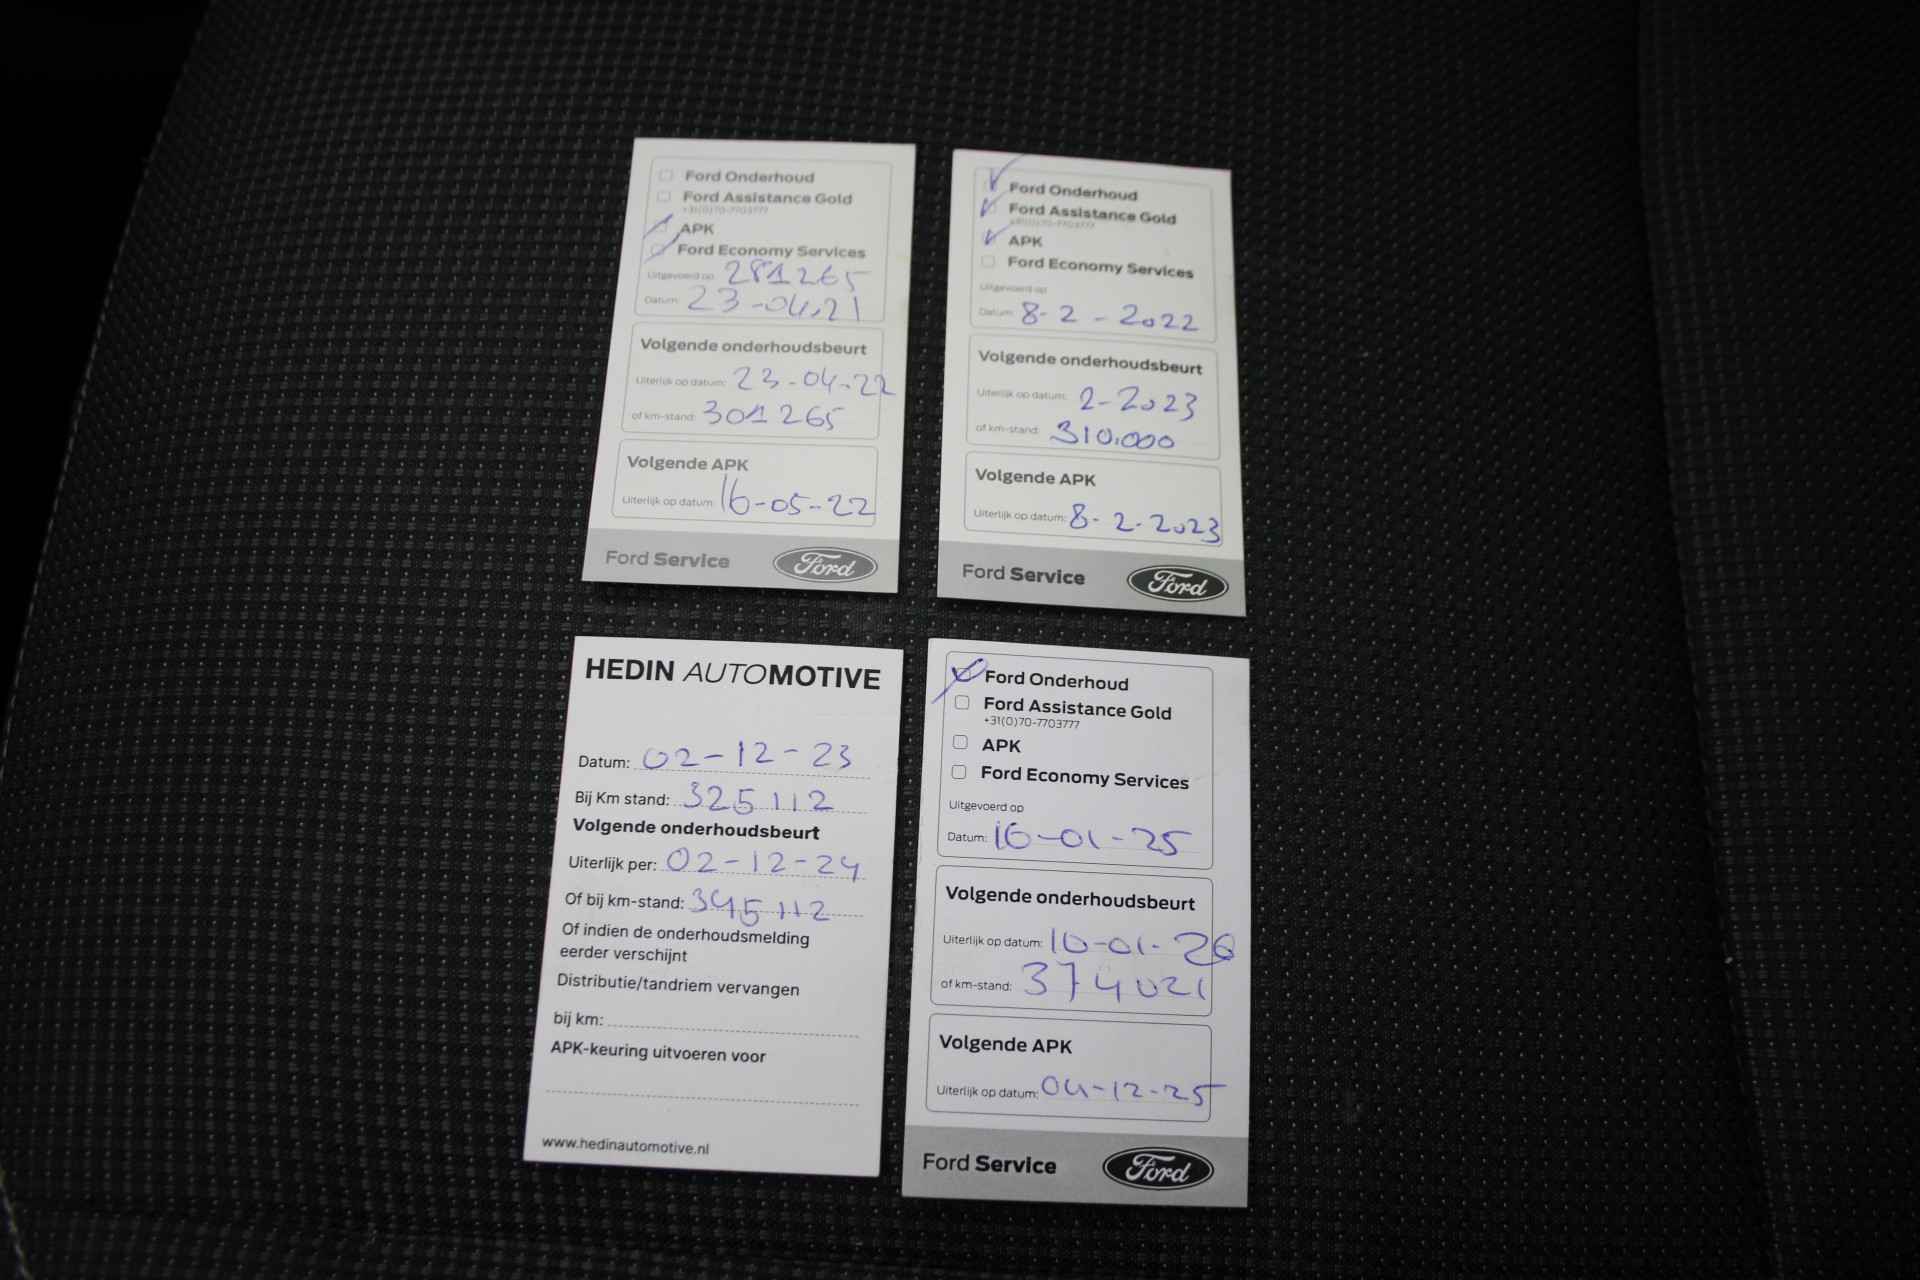 Ford Onderhoud
Ford Assistance Gold
+31(0)70-7703777
APK
Ford Economy Services
Uitgevoerd op 281265
Datum: 23-04.21
Volgende onderhoudsbeurt
Uiterlijk op datum: 23-04-22
of km-stand: 301265
Volgende APK
Uiterlijk op datum: 16-05-22
Ford Service
Ford
Ford Onderhoud
Ford Assistance Gold
+31(0)70-7703777
APK
Ford Economy Services
Uitgevoerd op
Datum: 8-2-2022
Volgende onderhoudsbeurt
Uiterlijk op datum: 2-2023
of km-stand: 310.000
Volgende APK
Uiterlijk op datum: 8-2-2023
Ford Service
Ford
HEDIN AUTOMOTIVE
Datum: 02-12-23
Bij Km stand: 325112
Volgende onderhoudsbeurt
Uiterlijk per: 02-12-24
Of bij km-stand: 345112
Of indien de onderhoudsmelding
eerder verschijnt
Distributie/tandriem vervangen
bij km:
APK-keuring uitvoeren voor
www.hedinautomotive.nl
Ford Onderhoud
Ford Assistance Gold
+31(0)70-7703777
APK
Ford Economy Services
Uitgevoerd op
Datum: 16-01-25
Volgende onderhoudsbeurt
Uiterlijk op datum: 16-01-26
of km-stand: 374021
Volgende APK
Uiterlijk op datum: 04-12-25
Ford Service
Ford